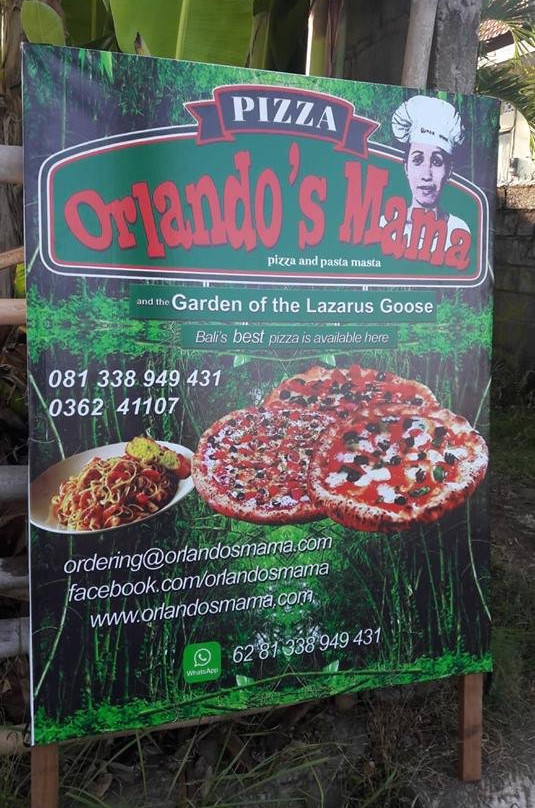 PIZZA
Orlando's Mama
pizza and pasta masta
and the Garden of the Lazarus Goose
Bali's best pizza is available here
081 338 949 431
0362 41107
ordering@orlandosmama.com
facebook.com/orlandosmama
www.orlandosmama.com
WhatsApp
62 81 338 949 431